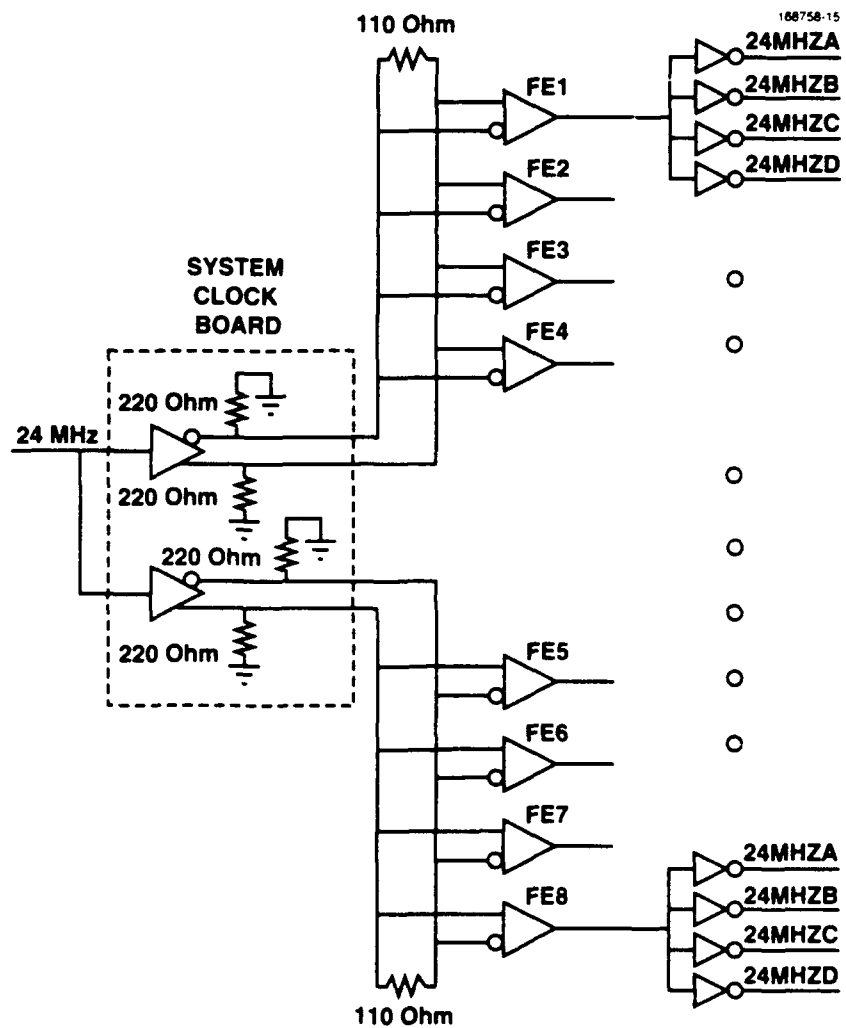 168758-15
110 Ohm
24MHZA
FE1
24MHZB
24MHZC
FE2
24MHZD
FE3
SYSTEM
CLOCK
BOARD
FE4
220 Ohm
24 MHz
220 Ohm
220 Ohm
220 Ohm
FE5
FE6
FE7
24MHZA
FE8
24MHZB
24MHZC
24MHZD
110 Ohm